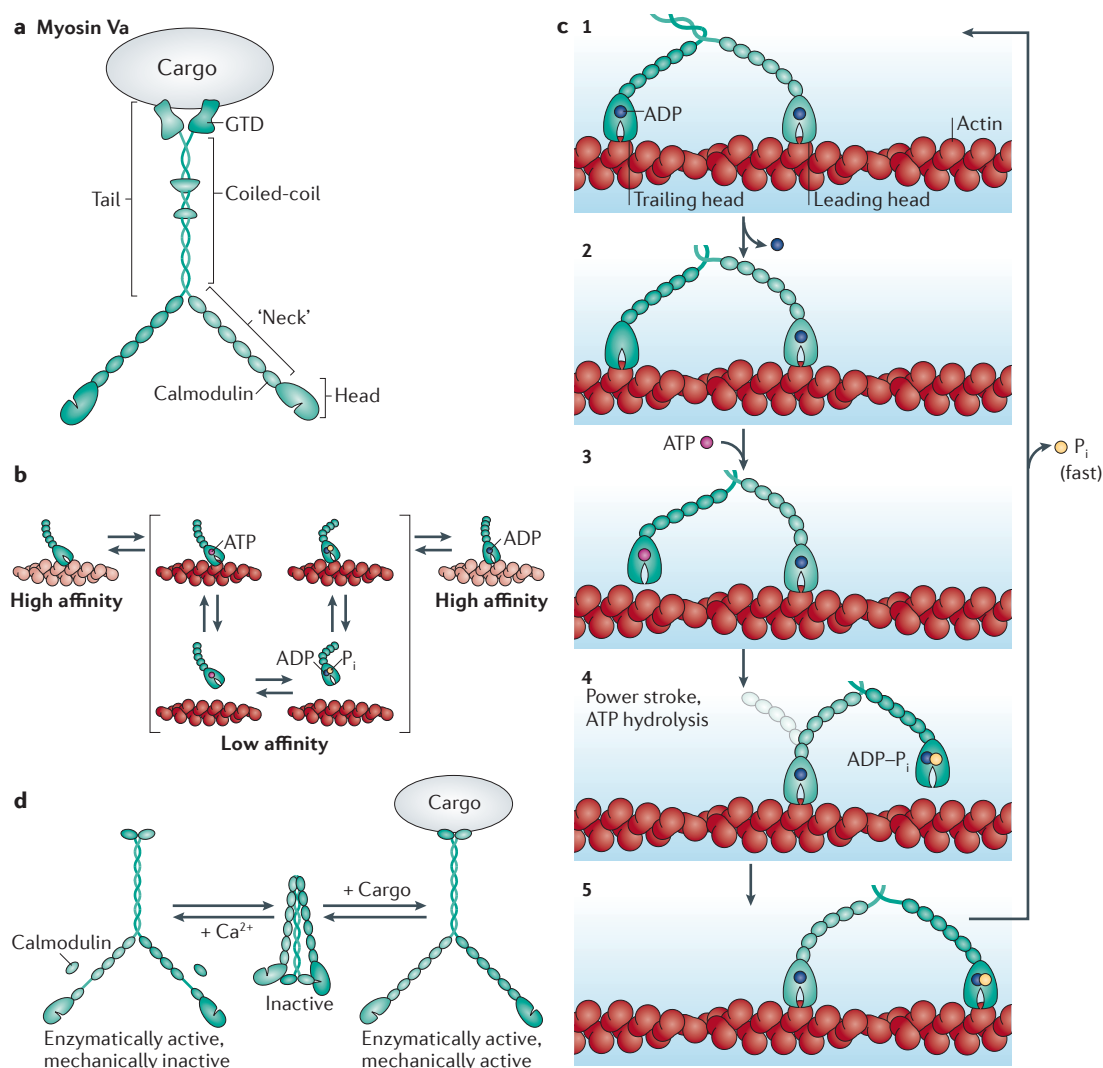 a Myosin Va
Cargo
GTD
Tail
Coiled-coil
'Neck'
Calmodulin
Head
b
ATP
ADP
High affinity
High affinity
ADP
Pi
Low affinity
d
Cargo
+ Cargo
+ Ca²⁺
Calmodulin
Inactive
Enzymatically active,
mechanically inactive
Enzymatically active,
mechanically active
c
1
ADP
Actin
Trailing head
Leading head
2
ATP
3
Pi
(fast)
4
Power stroke,
ATP hydrolysis
ADP–Pi
5